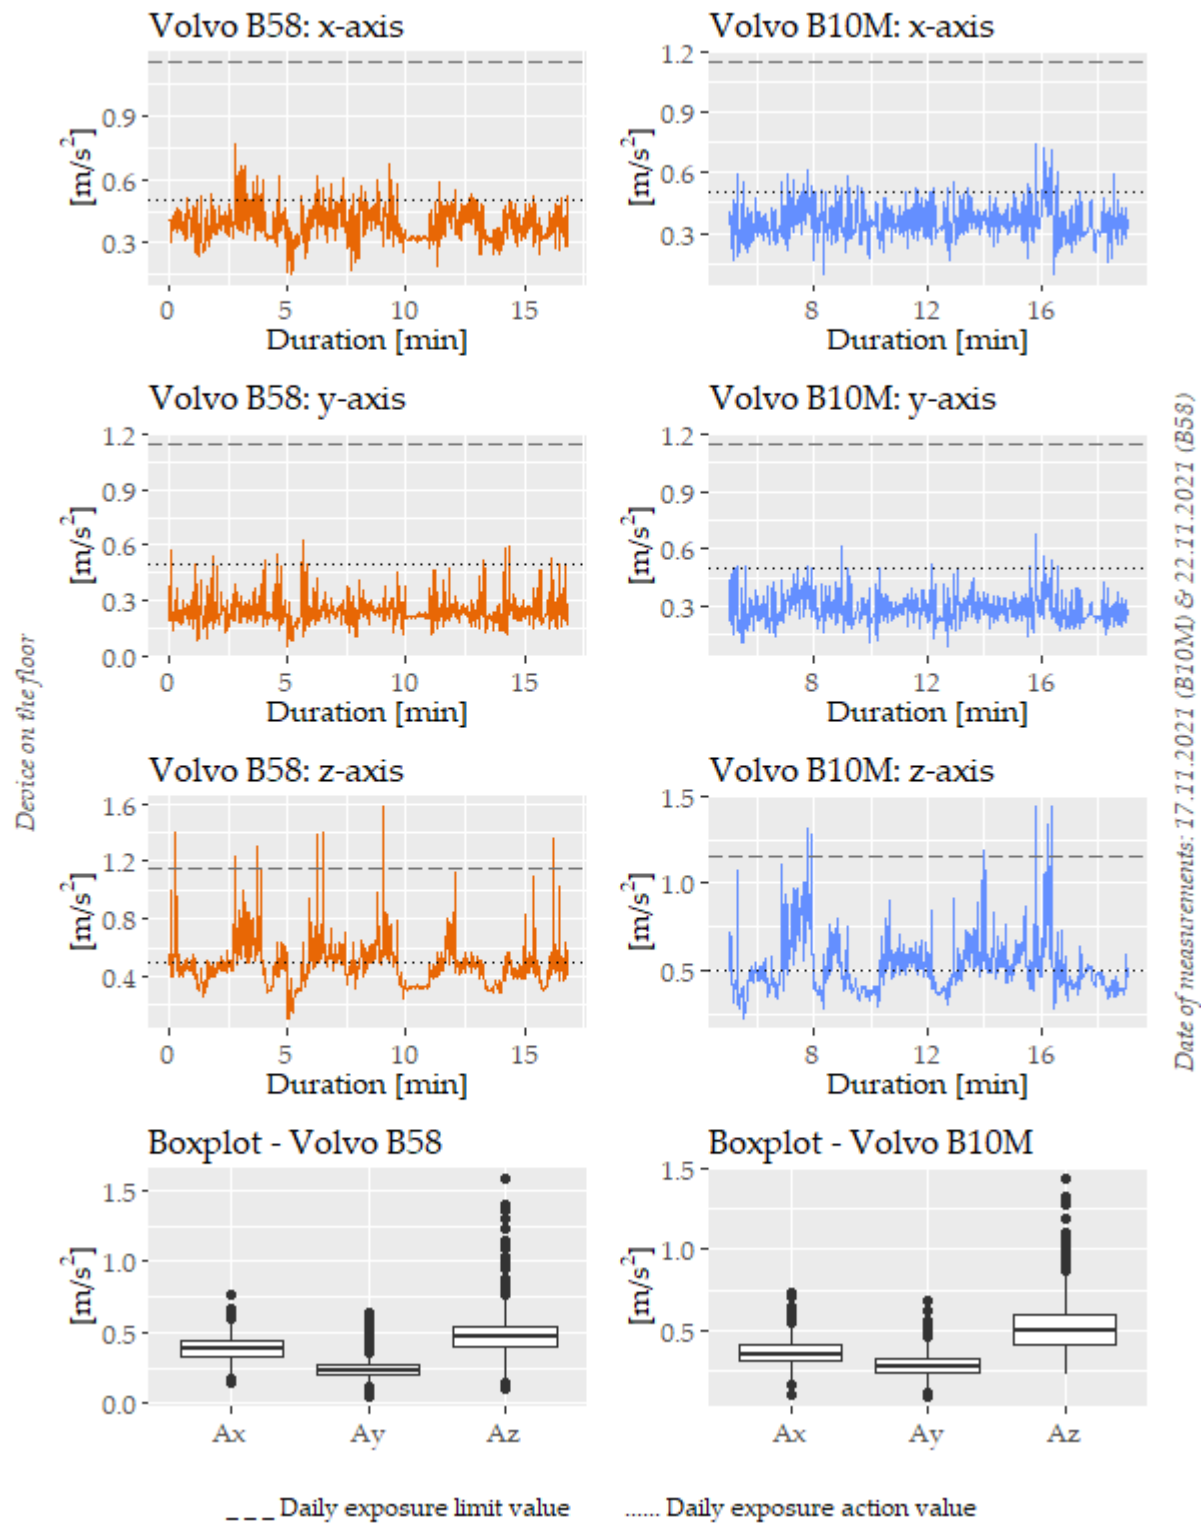 Volvo B58: x-axis
Volvo B10M: x-axis
[m/s²]
0.9
0.6
0.3
0 5 10 15
Duration [min]
[m/s²]
1.2
0.9
0.6
0.3
8 12 16
Duration [min]
Volvo B58: y-axis
Volvo B10M: y-axis
[m/s²]
1.2
0.9
0.6
0.3
0.0
0 5 10 15
Duration [min]
[m/s²]
1.2
0.9
0.6
0.3
8 12 16
Duration [min]
Device on the floor
Date of measurements: 17.11.2021 (B10M) & 22.11.2021 (B58)
Volvo B58: z-axis
Volvo B10M: z-axis
[m/s²]
1.6
1.2
0.8
0.4
0 5 10 15
Duration [min]
[m/s²]
1.5
1.0
0.5
8 12 16
Duration [min]
Boxplot - Volvo B58
Boxplot - Volvo B10M
[m/s²]
1.5
1.0
0.5
0.0
Ax Ay Az
[m/s²]
1.5
1.0
0.5
Ax Ay Az
_ _ _ Daily exposure limit value ...... Daily exposure action value